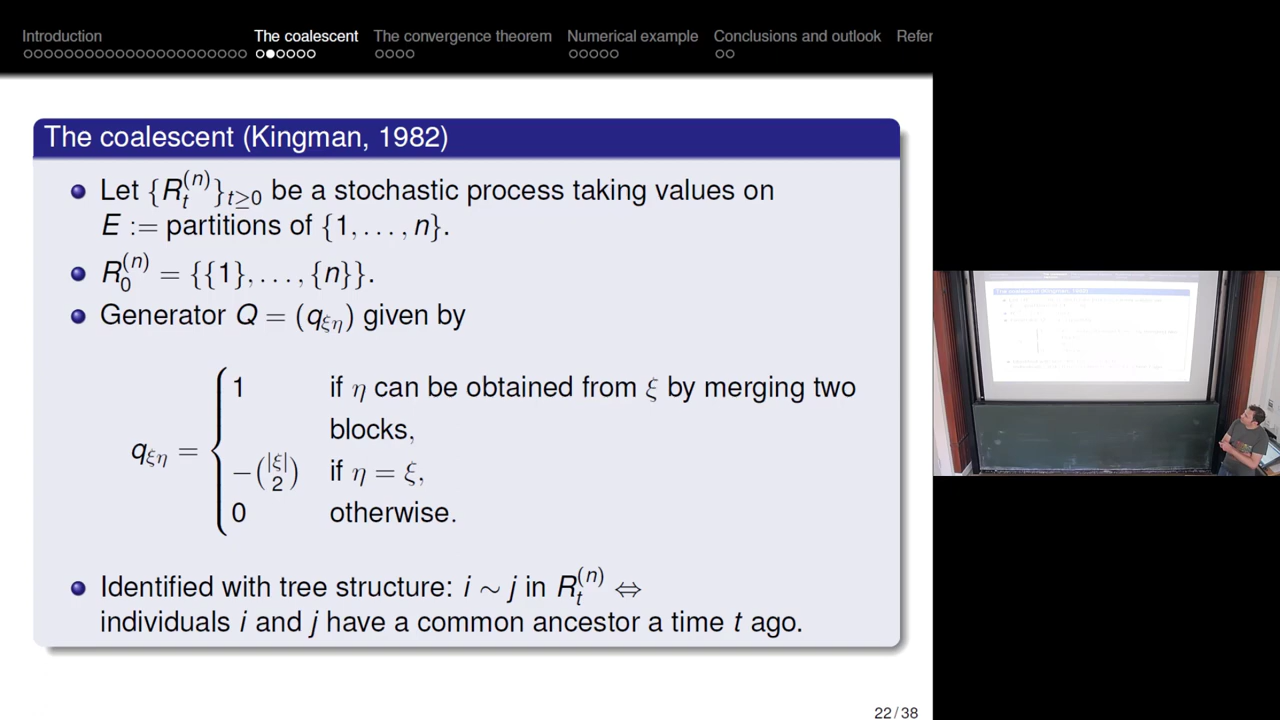 Introduction
The coalescent
The convergence theorem
Numerical example
Conclusions and outlook
Refer
The coalescent (Kingman, 1982)
Let {R_t^{(n)}}_{t≥0} be a stochastic process taking values on
E := partitions of {1, . . . , n}.
R_0^{(n)} = {{1}, . . . , {n}}.
Generator Q = (q_{ξη}) given by
q_{ξη} = { 1 if η can be obtained from ξ by merging two
blocks,
−\binom{|ξ|}{2} if η = ξ,
0 otherwise.
Identified with tree structure: i ∼ j in R_t^{(n)} ⇔
individuals i and j have a common ancestor a time t ago.
22 / 38